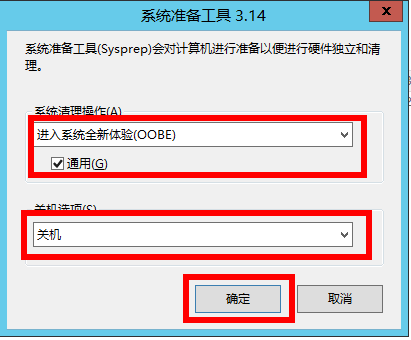 系统准备工具 3.14
x
系统准备工具(Sysprep)会对计算机进行准备以便进行硬件独立和清
理。
系统清理操作(A)
进入系统全新体验(OOBE)
通用(G)
关机选项(S)
关机
确定
取消